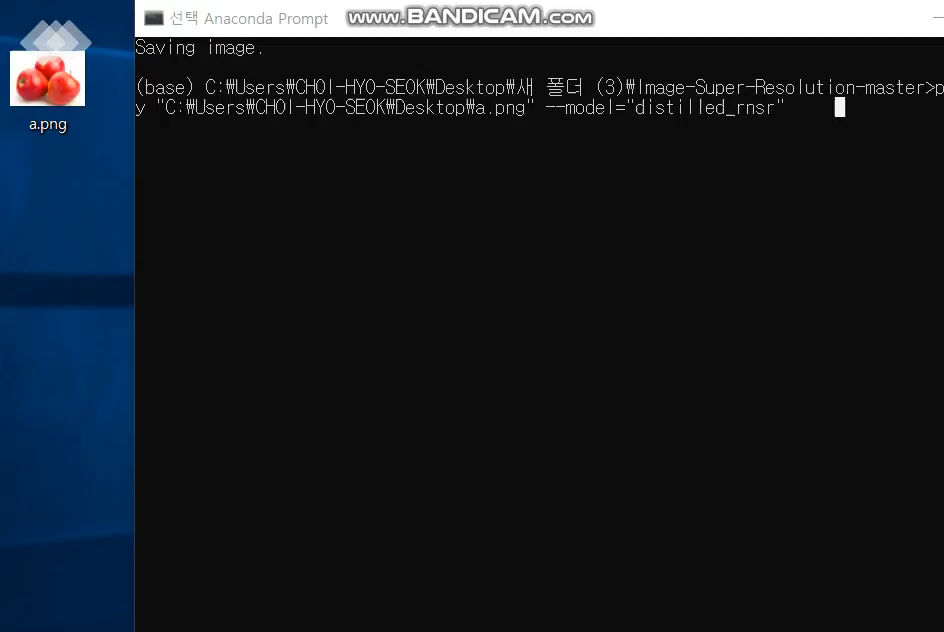 선택 Anaconda Prompt
www.BANDICAM.com
a.png
Saving image.
(base) C:₩Users₩CHOI-HYO-SEOK₩Desktop₩새 폴더 (3)₩Image-Super-Resolution-master>p
y "C:₩Users₩CHOI-HYO-SEOK₩Desktop₩a.png" --model="distilled_rnsr"